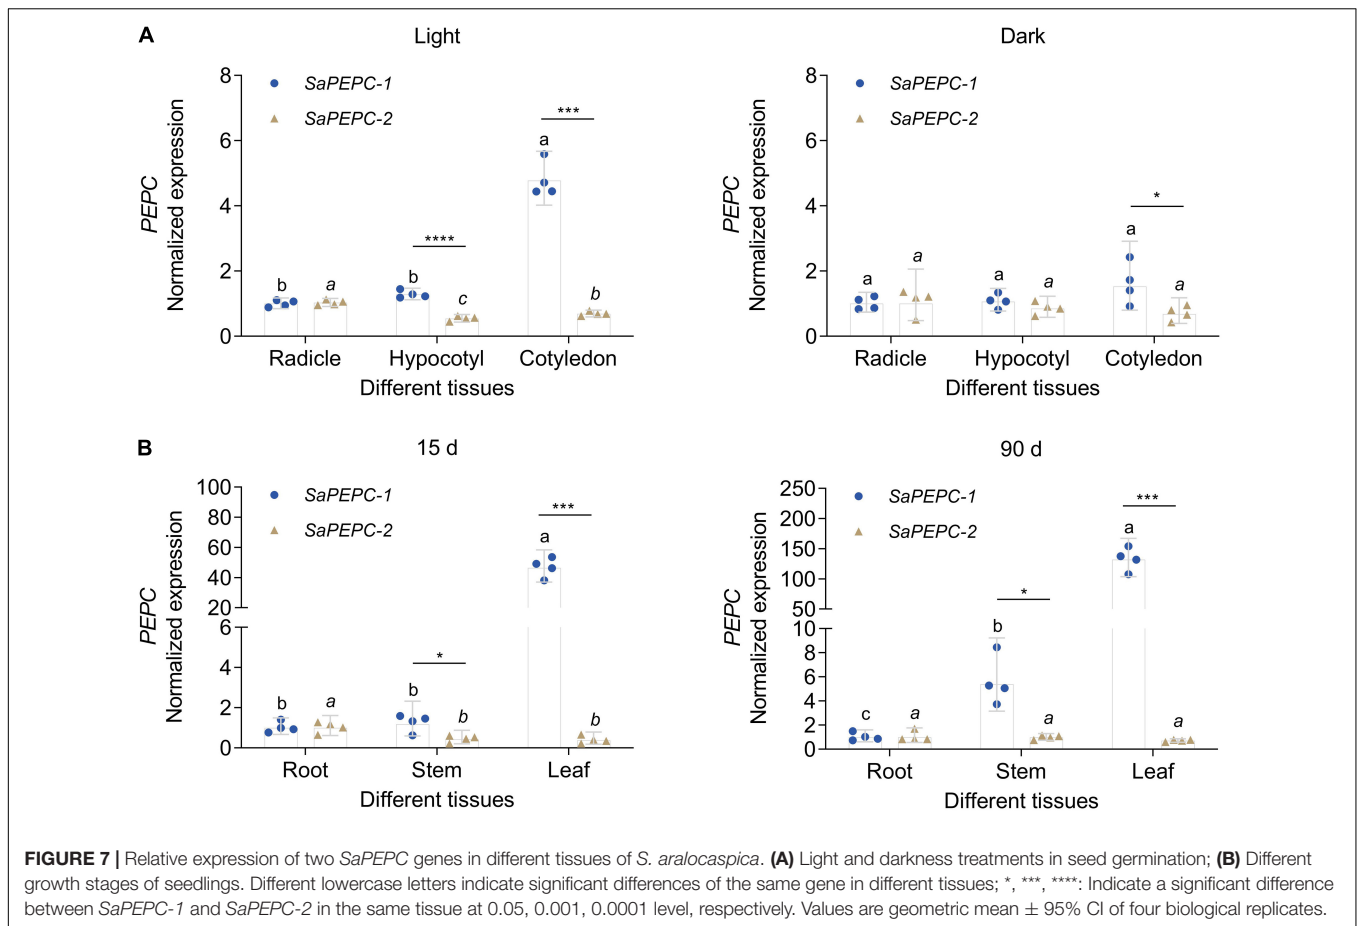 A
Light
8
6
4
2
0
PEPC
Normalized expression
SaPEPC-1
SaPEPC-2
b
a
****
b
c
***
a
b
Radicle
Hypocotyl
Cotyledon
Different tissues
Dark
8
6
4
2
0
PEPC
Normalized expression
SaPEPC-1
SaPEPC-2
a
a
a
a
*
a
a
Radicle
Hypocotyl
Cotyledon
Different tissues
B
15 d
100
80
60
40
20
6
4
2
0
PEPC
Normalized expression
SaPEPC-1
SaPEPC-2
b
a
*
b
b
***
a
b
Root
Stem
Leaf
Different tissues
90 d
250
200
150
100
50
10
8
6
4
2
0
PEPC
Normalized expression
SaPEPC-1
SaPEPC-2
c
a
*
b
a
***
a
a
Root
Stem
Leaf
Different tissues
FIGURE 7 | Relative expression of two SaPEPC genes in different tissues of S. aralocaspica. (A) Light and darkness treatments in seed germination; (B) Different
growth stages of seedlings. Different lowercase letters indicate significant differences of the same gene in different tissues; *, ***, ****: Indicate a significant difference
between SaPEPC-1 and SaPEPC-2 in the same tissue at 0.05, 0.001, 0.0001 level, respectively. Values are geometric mean ± 95% CI of four biological replicates.